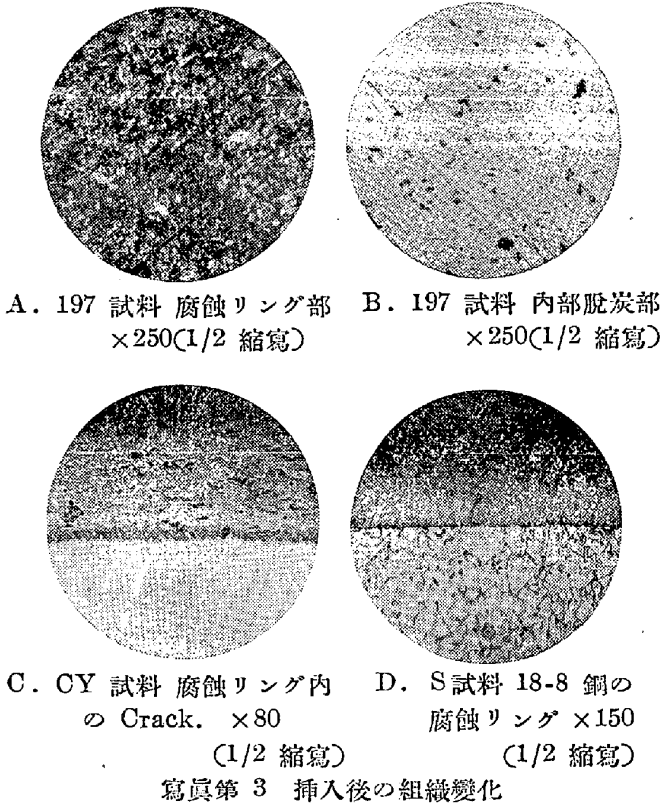 A. 197 試料 腐蝕リング部
×250(1/2 縮寫)
B. 197 試料 內部脱炭部
×250(1/2 縮寫)
C. CY 試料 腐蝕リング內
の Crack. ×80
(1/2 縮寫)
D. S試料 18-8 鋼の
腐蝕リング ×150
(1/2 縮寫)
寫眞第 3 挿入後の組織變化